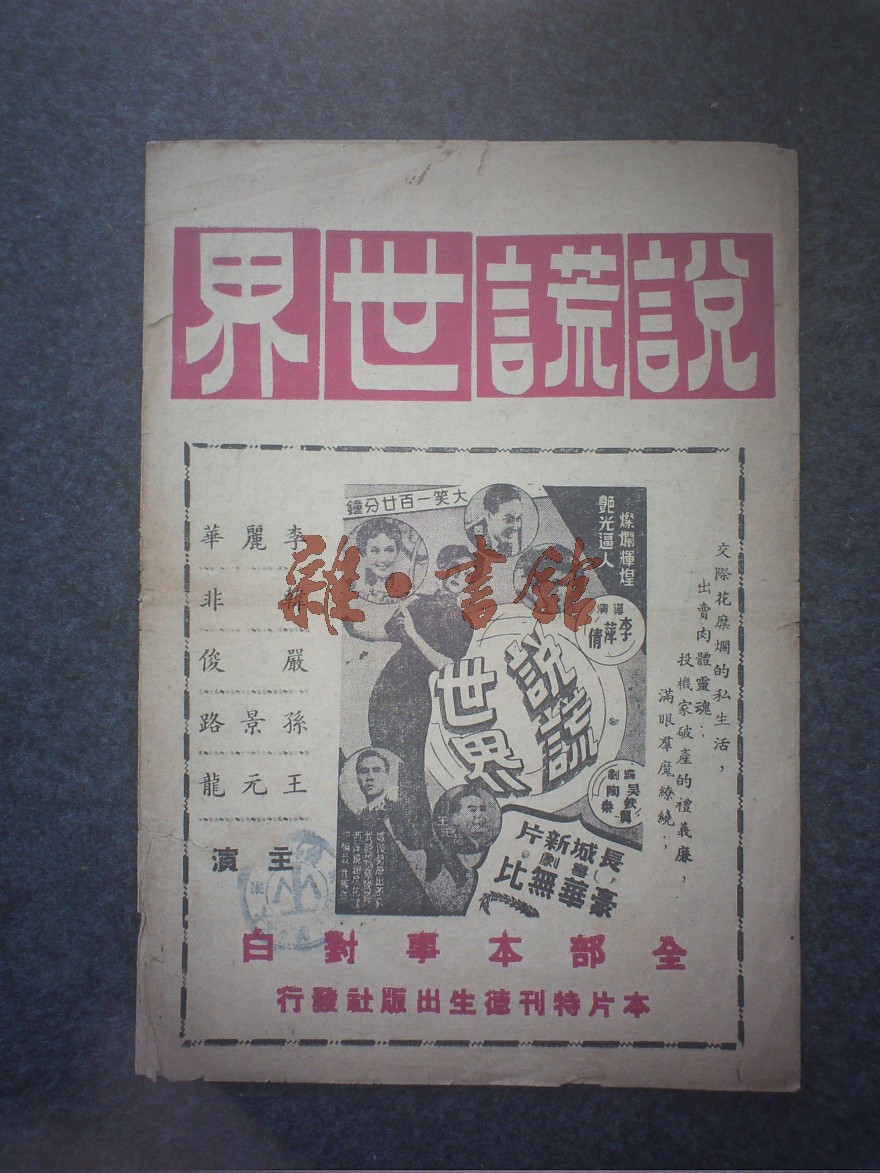 說謊世界
交際花糜爛的私生活，
出賣肉體靈魂；
投機家破產的禮義廉，
滿眼羣魔繚繞；
大笑一百廿分鐘
燦爛輝煌
艷光逼人
導演
李萍倩
說謊世界
編劇
吳鉄翼
陶秦
長城新片
喜劇
豪華無比
李麗華
嚴俊
孫景路
王元龍
主演
全部本事對白
本片特刊德生出版社發行
雜·書館